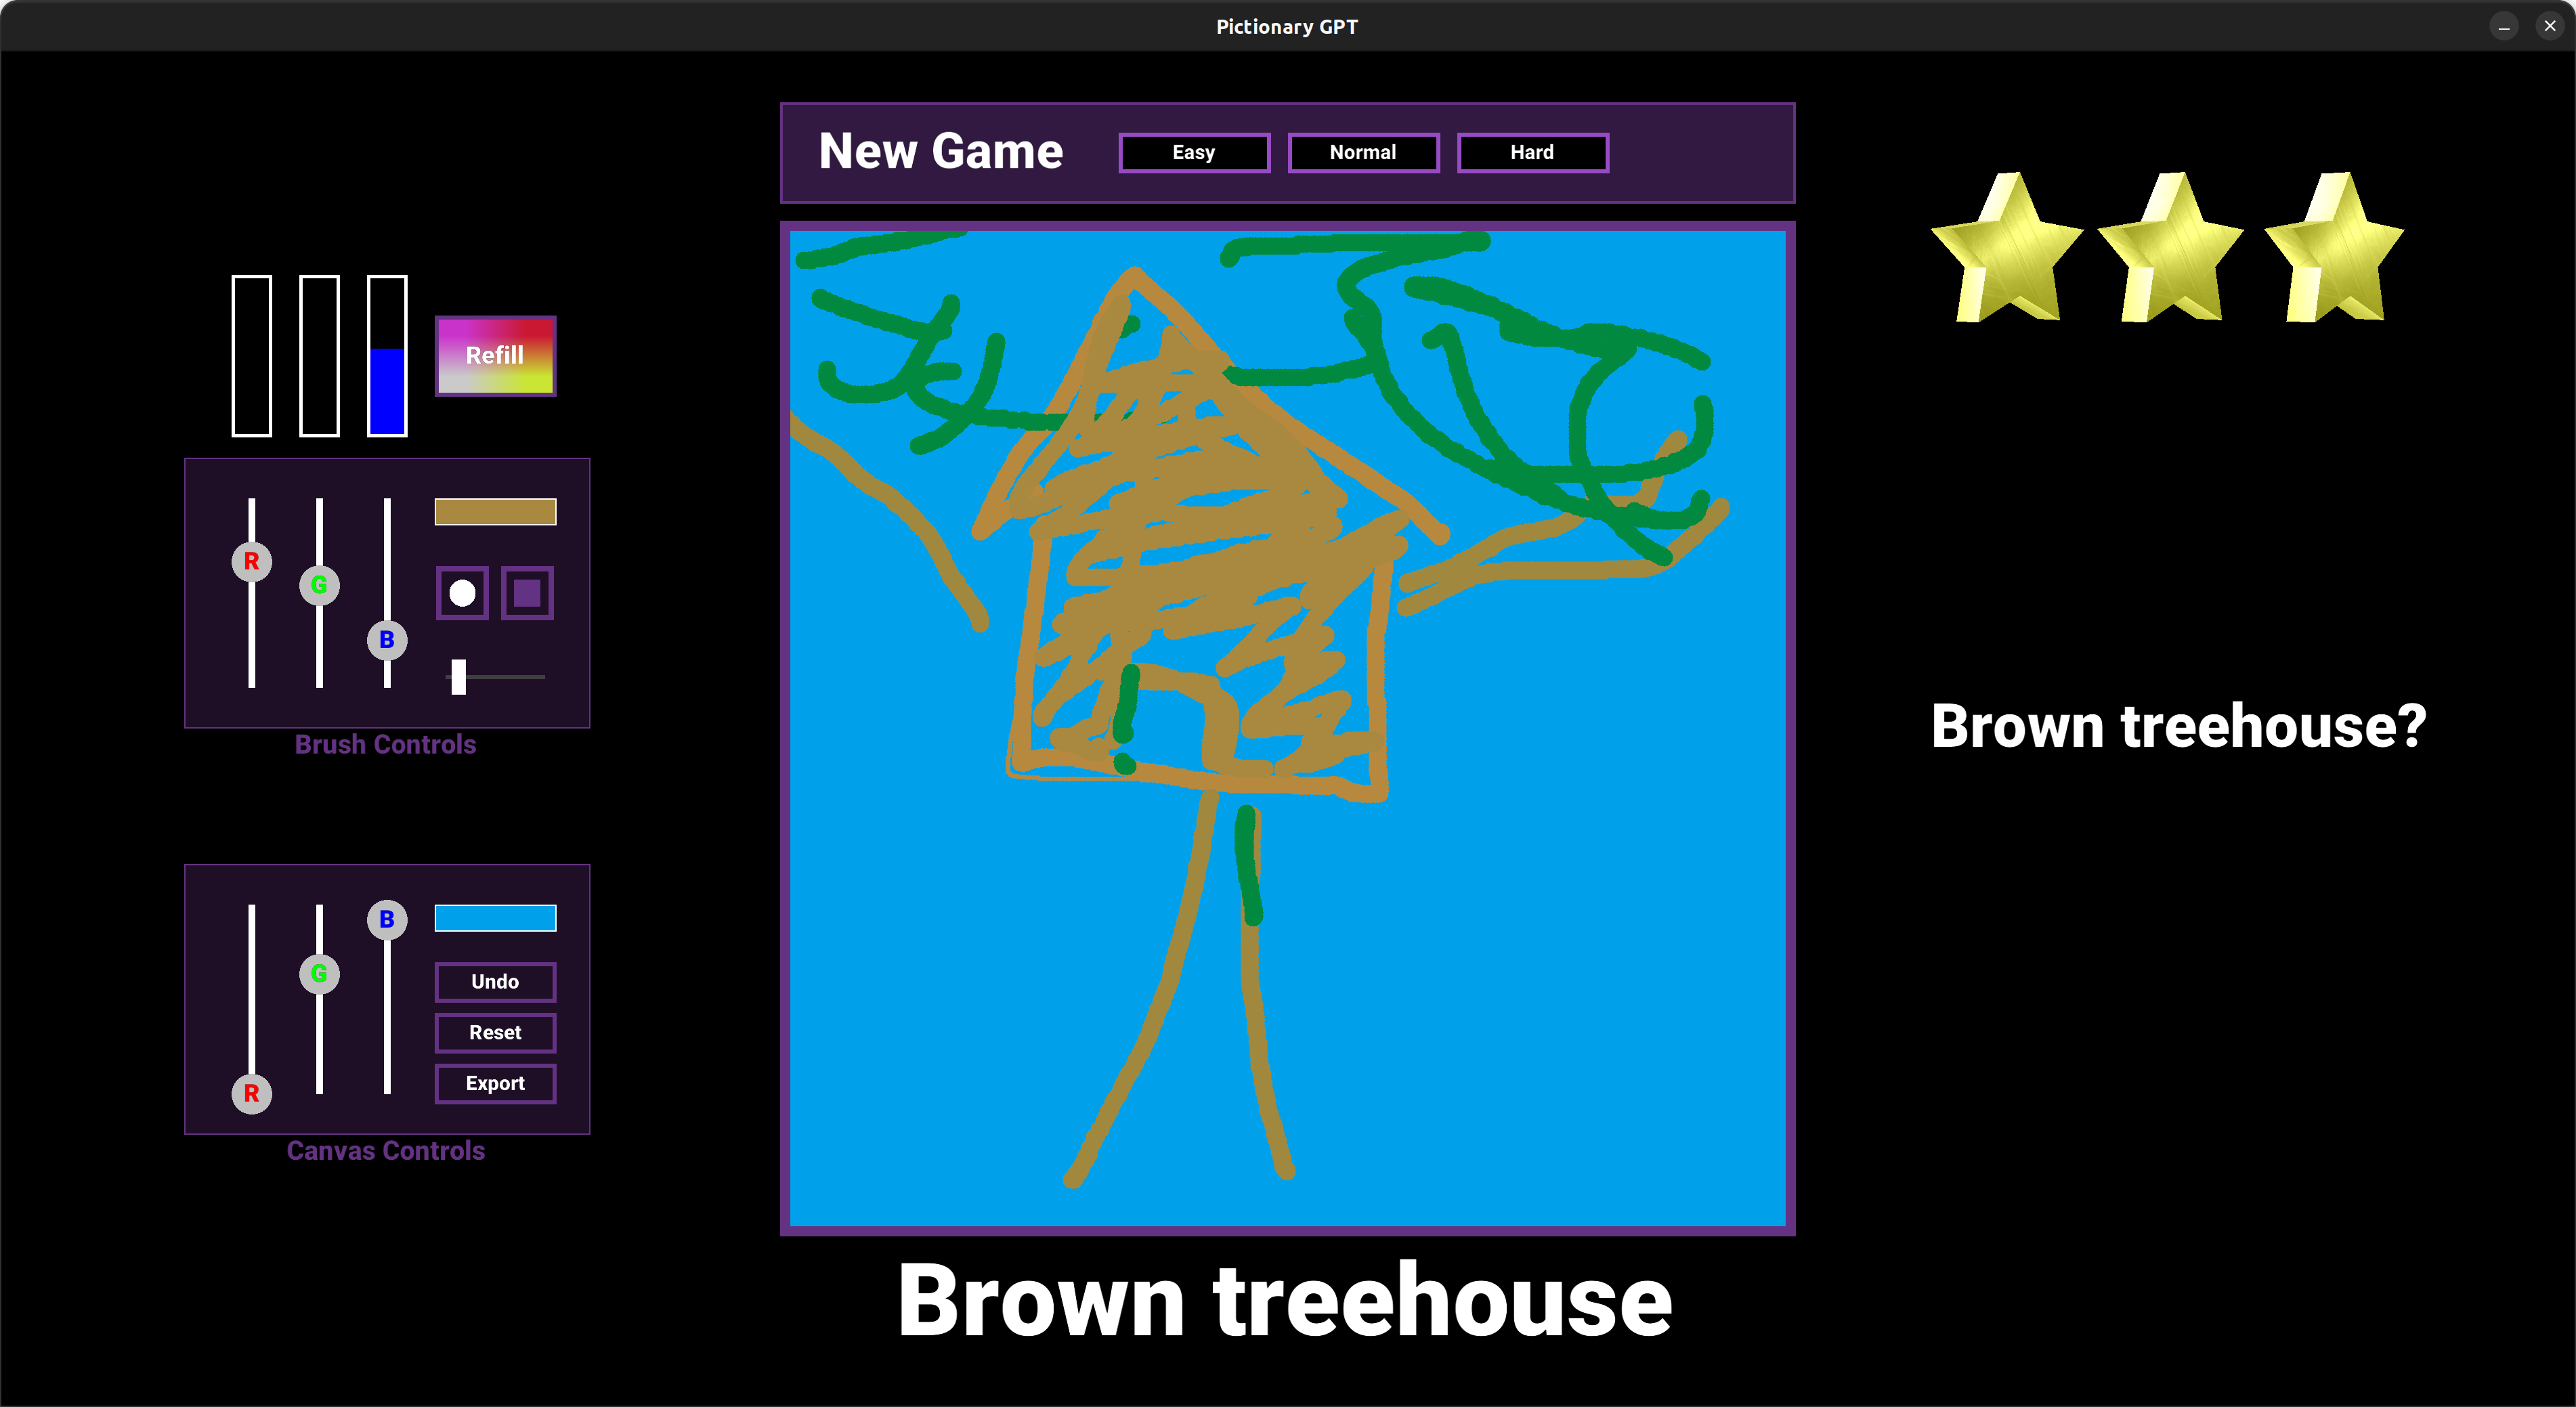 Pictionary GPT
New Game
Easy
Normal
Hard
Refill
R
G
B
Brush Controls
R
G
B
Undo
Reset
Export
Canvas Controls
Brown treehouse?
Brown treehouse